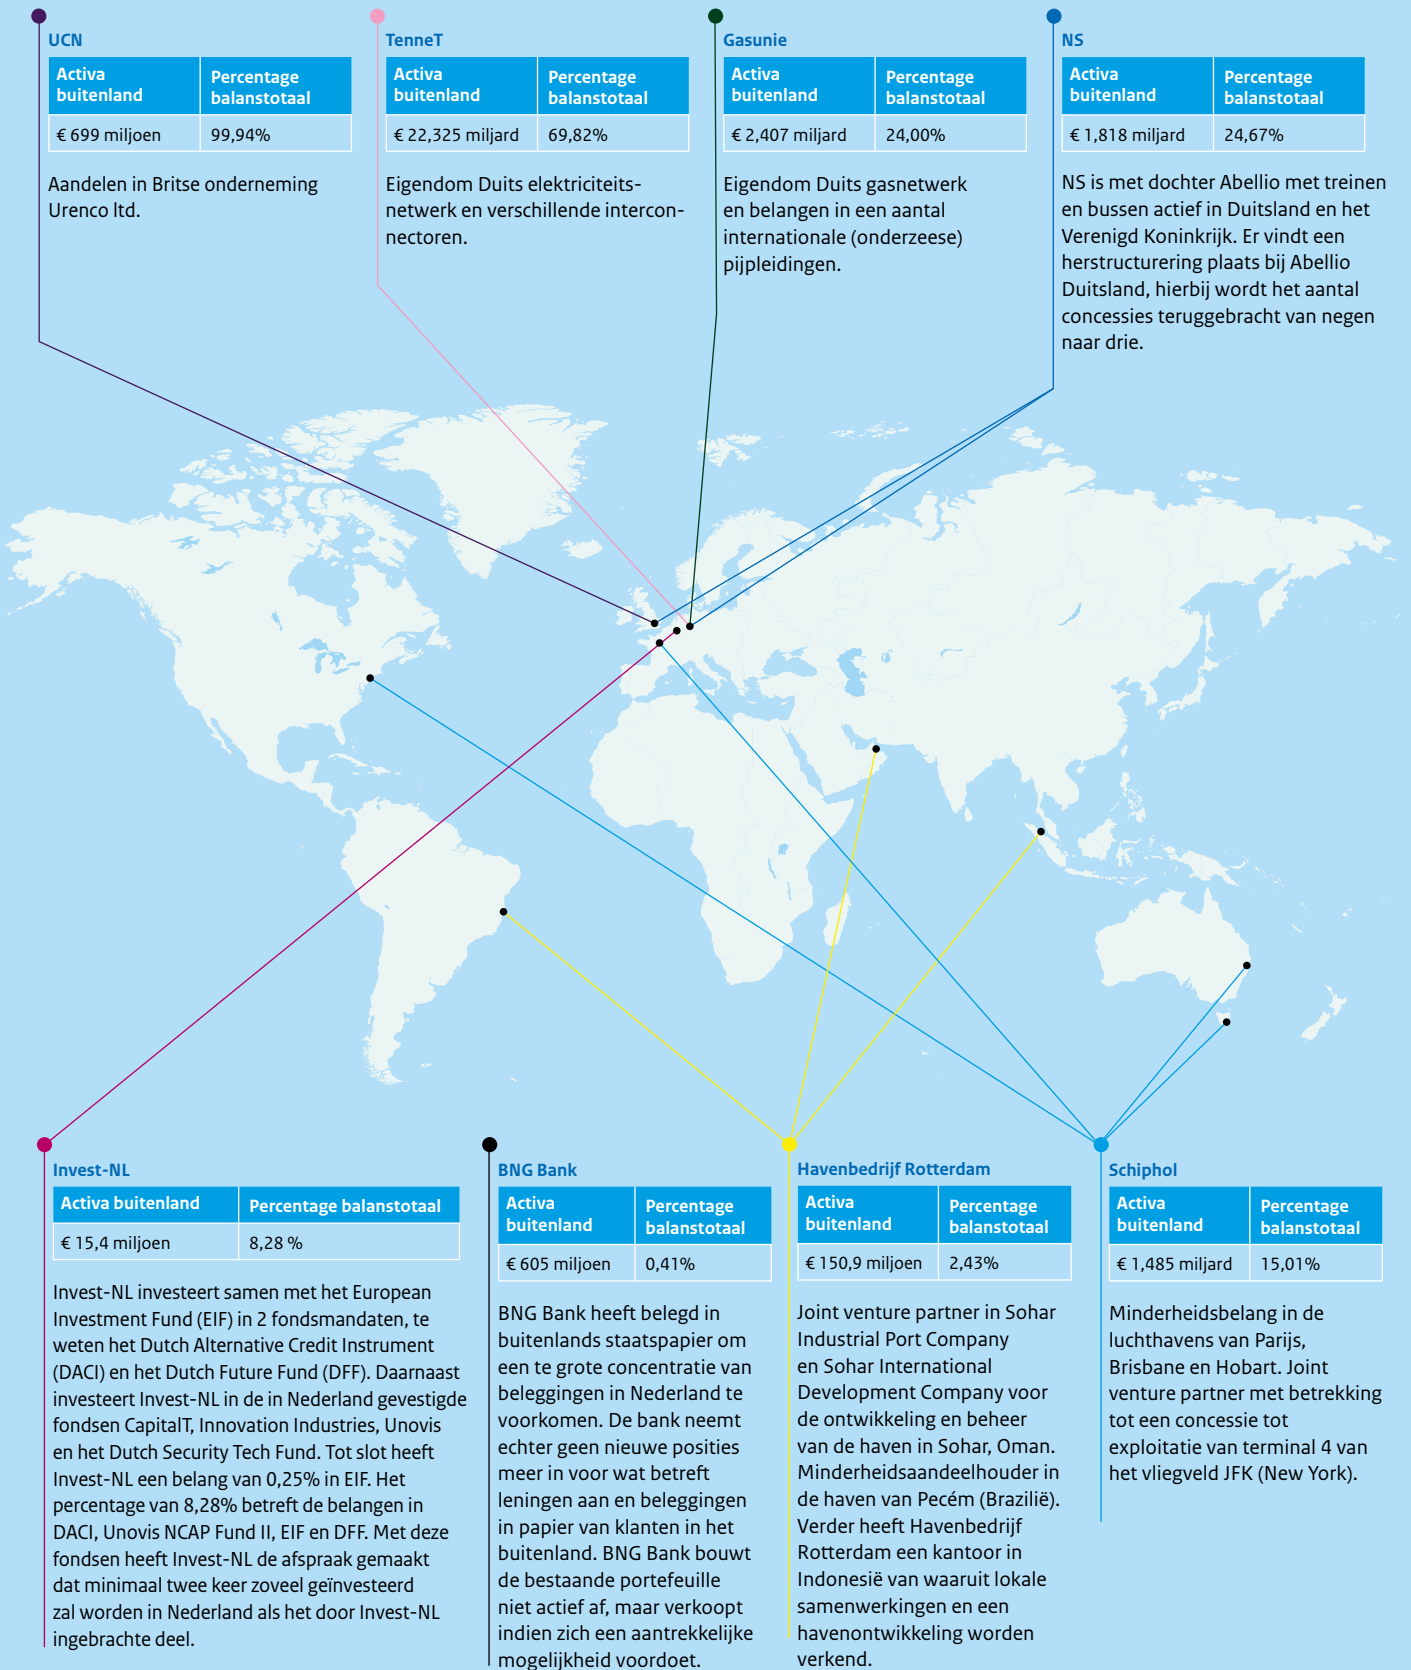 UCN
Activa
buitenland
Percentage
balanstotaal
€ 699 miljoen
99,94%
Aandelen in Britse onderneming
Urenco ltd.
TenneT
Activa
buitenland
Percentage
balanstotaal
€ 22,325 miljard
69,82%
Eigendom Duits elektriciteits-
netwerk en verschillende intercon-
nectoren.
Gasunie
Activa
buitenland
Percentage
balanstotaal
€ 2,407 miljard
24,00%
Eigendom Duits gasnetwerk
en belangen in een aantal
internationale (onderzeese)
pijpleidingen.
NS
Activa
buitenland
Percentage
balanstotaal
€ 1,818 miljard
24,67%
NS is met dochter Abellio met treinen
en bussen actief in Duitsland en het
Verenigd Koninkrijk. Er vindt een
herstructurering plaats bij Abellio
Duitsland, hierbij wordt het aantal
concessies teruggebracht van negen
naar drie.
Invest-NL
Activa buitenland
Percentage balanstotaal
€ 15,4 miljoen
8,28 %
Invest-NL investeert samen met het European
Investment Fund (EIF) in 2 fondsmandaten, te
weten het Dutch Alternative Credit Instrument
(DACI) en het Dutch Future Fund (DFF). Daarnaast
investeert Invest-NL in de in Nederland gevestigde
fondsen CapitalT, Innovation Industries, Unovis
en het Dutch Security Tech Fund. Tot slot heeft
Invest-NL een belang van 0,25% in EIF. Het
percentage van 8,28% betreft de belangen in
DACI, Unovis NCAP Fund II, EIF en DFF. Met deze
fondsen heeft Invest-NL de afspraak gemaakt
dat minimaal twee keer zoveel geïnvesteerd
zal worden in Nederland als het door Invest-NL
ingebrachte deel.
BNG Bank
Activa
buitenland
Percentage
balanstotaal
€ 605 miljoen
0,41%
BNG Bank heeft belegd in
buitenlands staatspapier om
een te grote concentratie van
beleggingen in Nederland te
voorkomen. De bank neemt
echter geen nieuwe posities
meer in voor wat betreft
leningen aan en beleggingen
in papier van klanten in het
buitenland. BNG Bank bouwt
de bestaande portefeuille
niet actief af, maar verkoopt
indien zich een aantrekkelijke
mogelijkheid voordoet.
Havenbedrijf Rotterdam
Activa
buitenland
Percentage
balanstotaal
€ 150,9 miljoen
2,43%
Joint venture partner in Sohar
Industrial Port Company
en Sohar International
Development Company voor
de ontwikkeling en beheer
van de haven in Sohar, Oman.
Minderheidsaandeelhouder in
de haven van Pecém (Brazilië).
Verder heeft Havenbedrijf
Rotterdam een kantoor in
Indonesië van waaruit lokale
samenwerkingen en een
havenontwikkeling worden
verkend.
Schiphol
Activa
buitenland
Percentage
balanstotaal
€ 1,485 miljard
15,01%
Minderheidsbelang in de
luchthavens van Parijs,
Brisbane en Hobart. Joint
venture partner met betrekking
tot een concessie tot
exploitatie van terminal 4 van
het vliegveld JFK (New York).